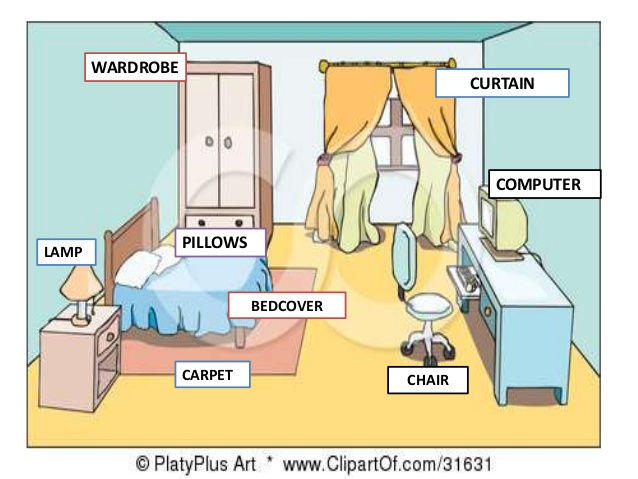 WARDROBE
CURTAIN
COMPUTER
PILLOWS
LAMP
BEDCOVER
CARPET
CHAIR
© PlatyPlus Art * www.ClipartOf.com/31631